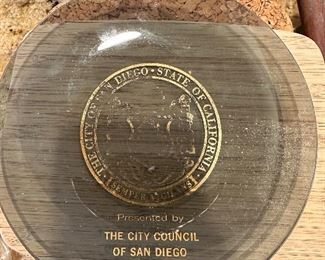 THE CITY OF SAN DIEGO • STATE OF CALIFORNIA
SEMPER VIGILANS
Presented by
THE CITY COUNCIL
OF SAN DIEGO